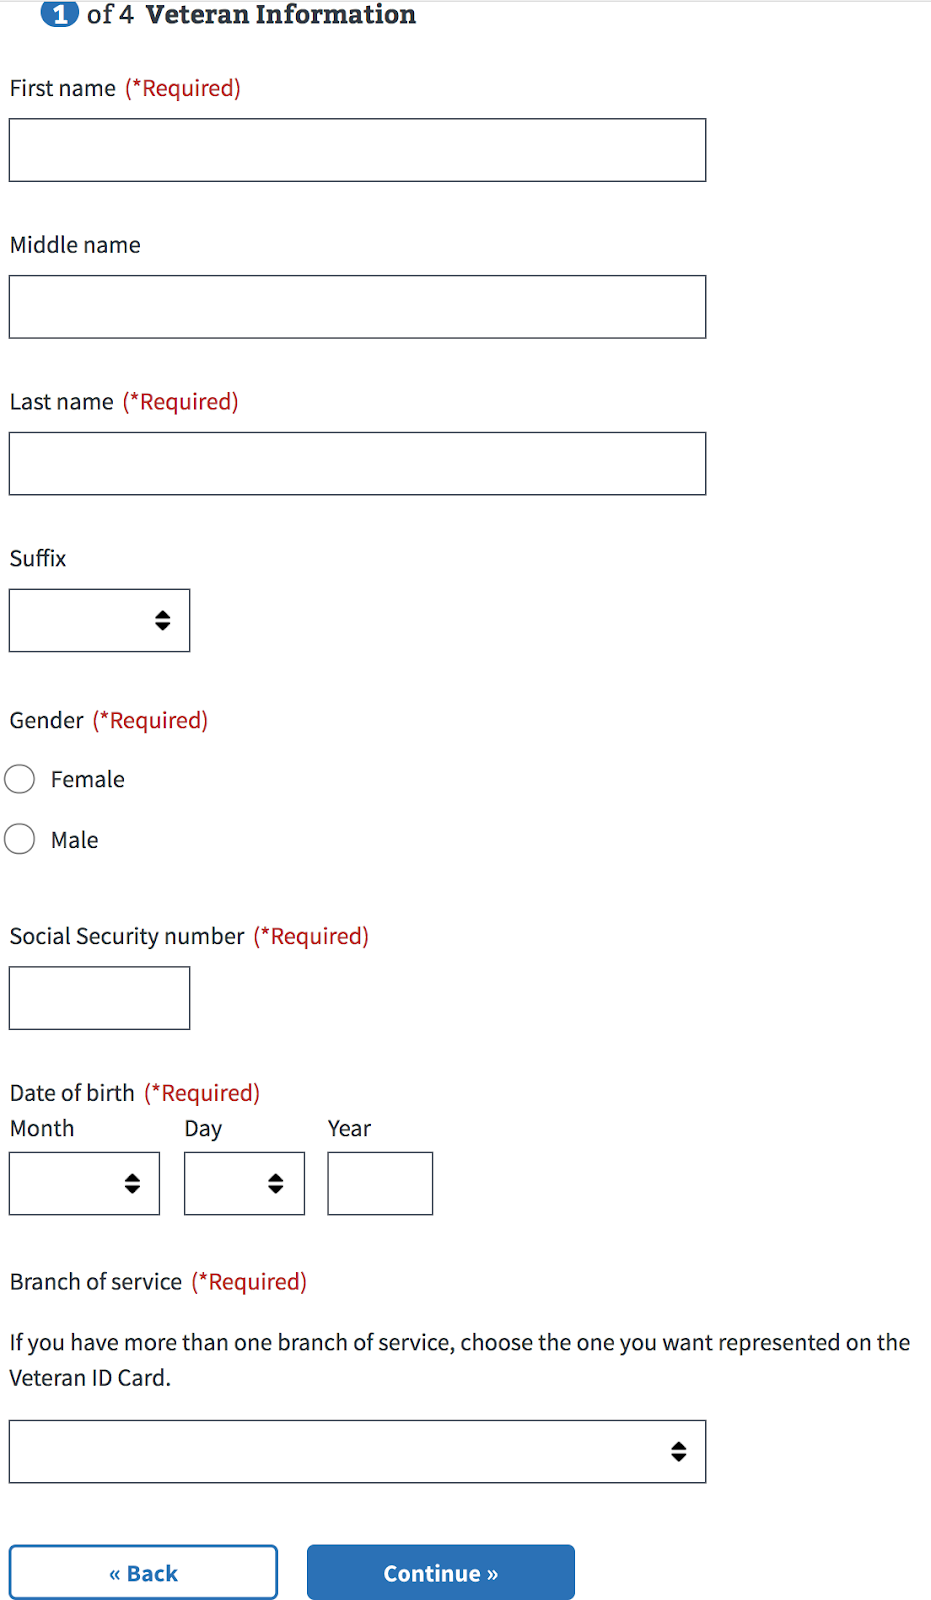 1 of 4 Veteran Information
First name (*Required)
Middle name
Last name (*Required)
Suffix
Gender (*Required)
Female
Male
Social Security number (*Required)
Date of birth (*Required)
Month Day Year
Branch of service (*Required)
If you have more than one branch of service, choose the one you want represented on the
Veteran ID Card.
« Back Continue »